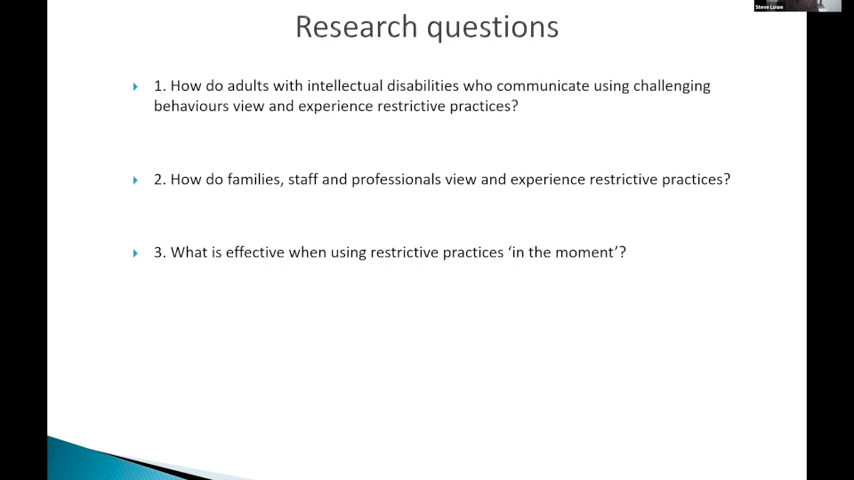 Steve Lowe
Research questions
1. How do adults with intellectual disabilities who communicate using challenging
behaviours view and experience restrictive practices?
2. How do families, staff and professionals view and experience restrictive practices?
3. What is effective when using restrictive practices ‘in the moment’?